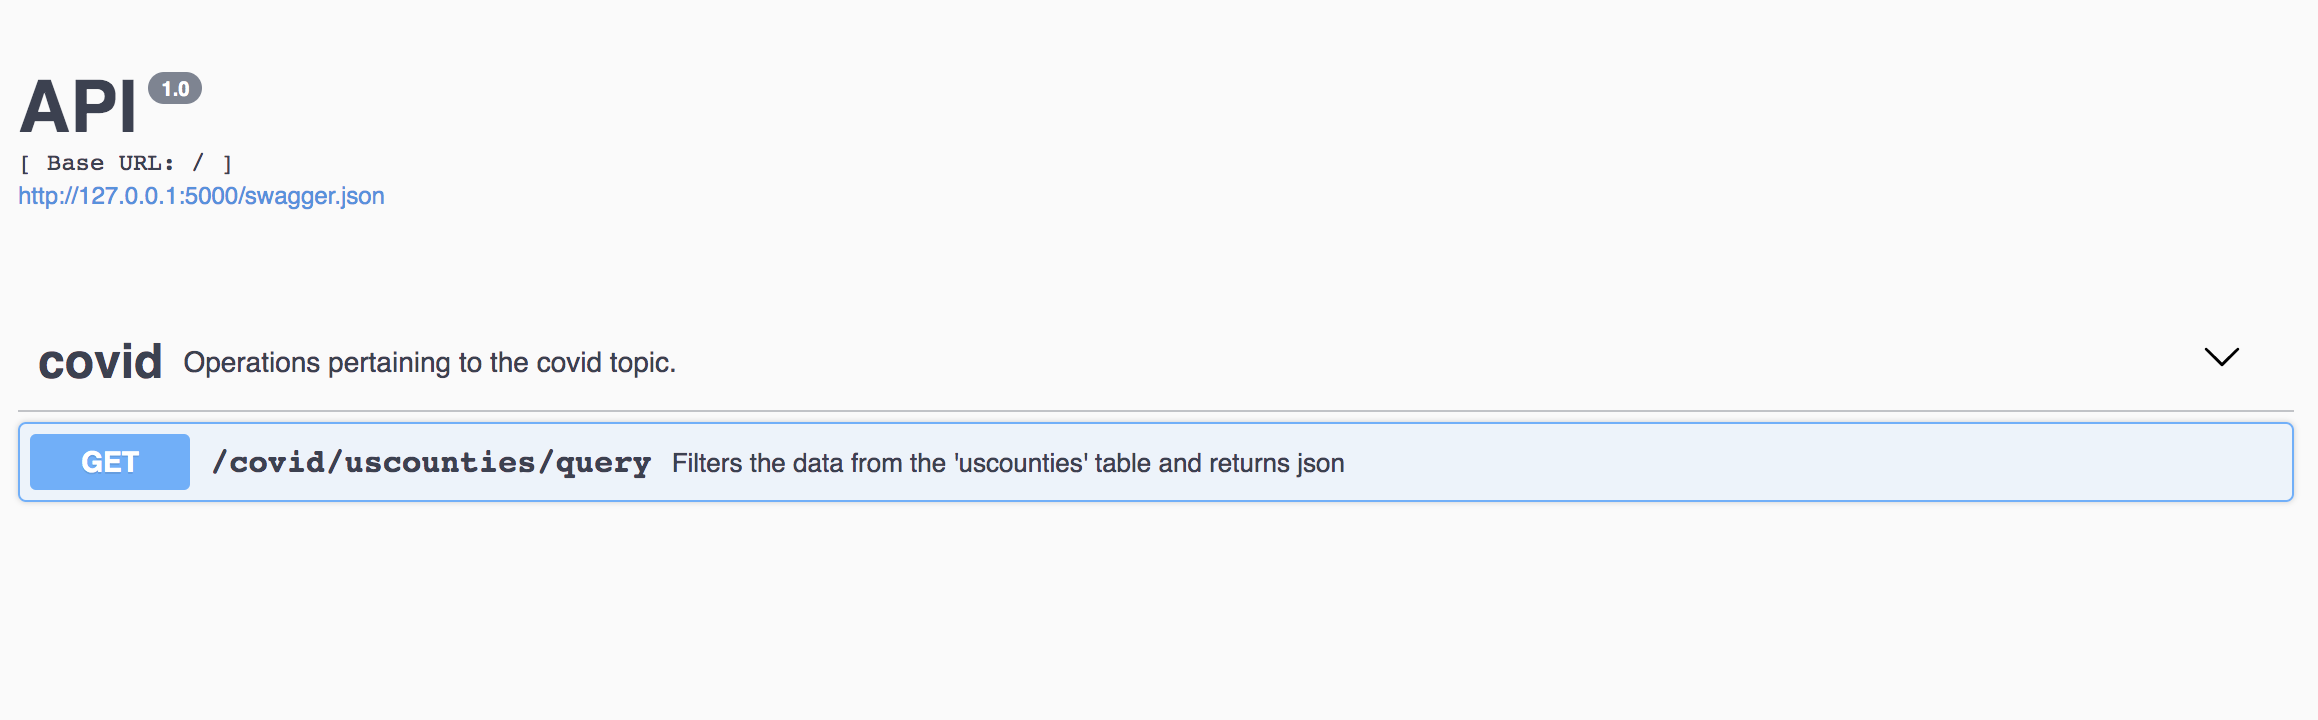 API 1.0
[ Base URL: / ]
http://127.0.0.1:5000/swagger.json
covid Operations pertaining to the covid topic.
GET /covid/uscounties/query Filters the data from the 'uscounties' table and returns json